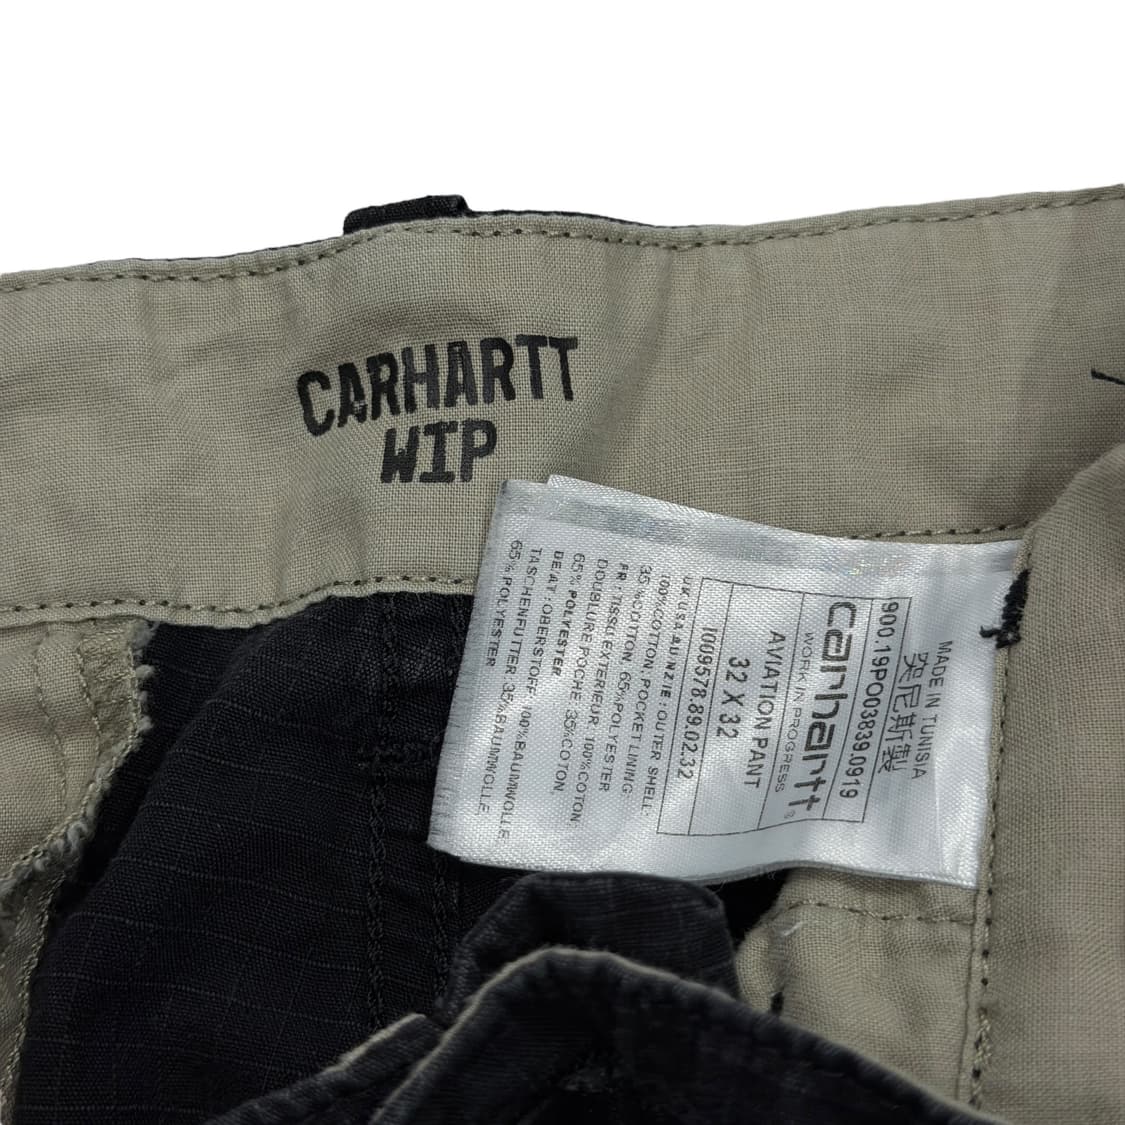 CARHARTT
WIP
MADE IN TUNISIA
突尼斯製
900.19PO03839.0919
carhartt
WORK IN PROGRESS
AVIATION PANT
32 X 32
I009578.89.02.32
UK USA AU NZ IE : OUTER SHELL:
100%COTTON, POCKET LINING:
35%COTTON, 65%POLYESTER
FR : TISSU EXTERIEUR: 100%COTON,
DOUBLURE POCHE: 35%COTON,
65% POLYESTER
DE/AT : OBERSTOFF: 100%BAUMWOLLE,
TASCHENFUTTER: 35%BAUMWOLLE,
65% POLYESTER